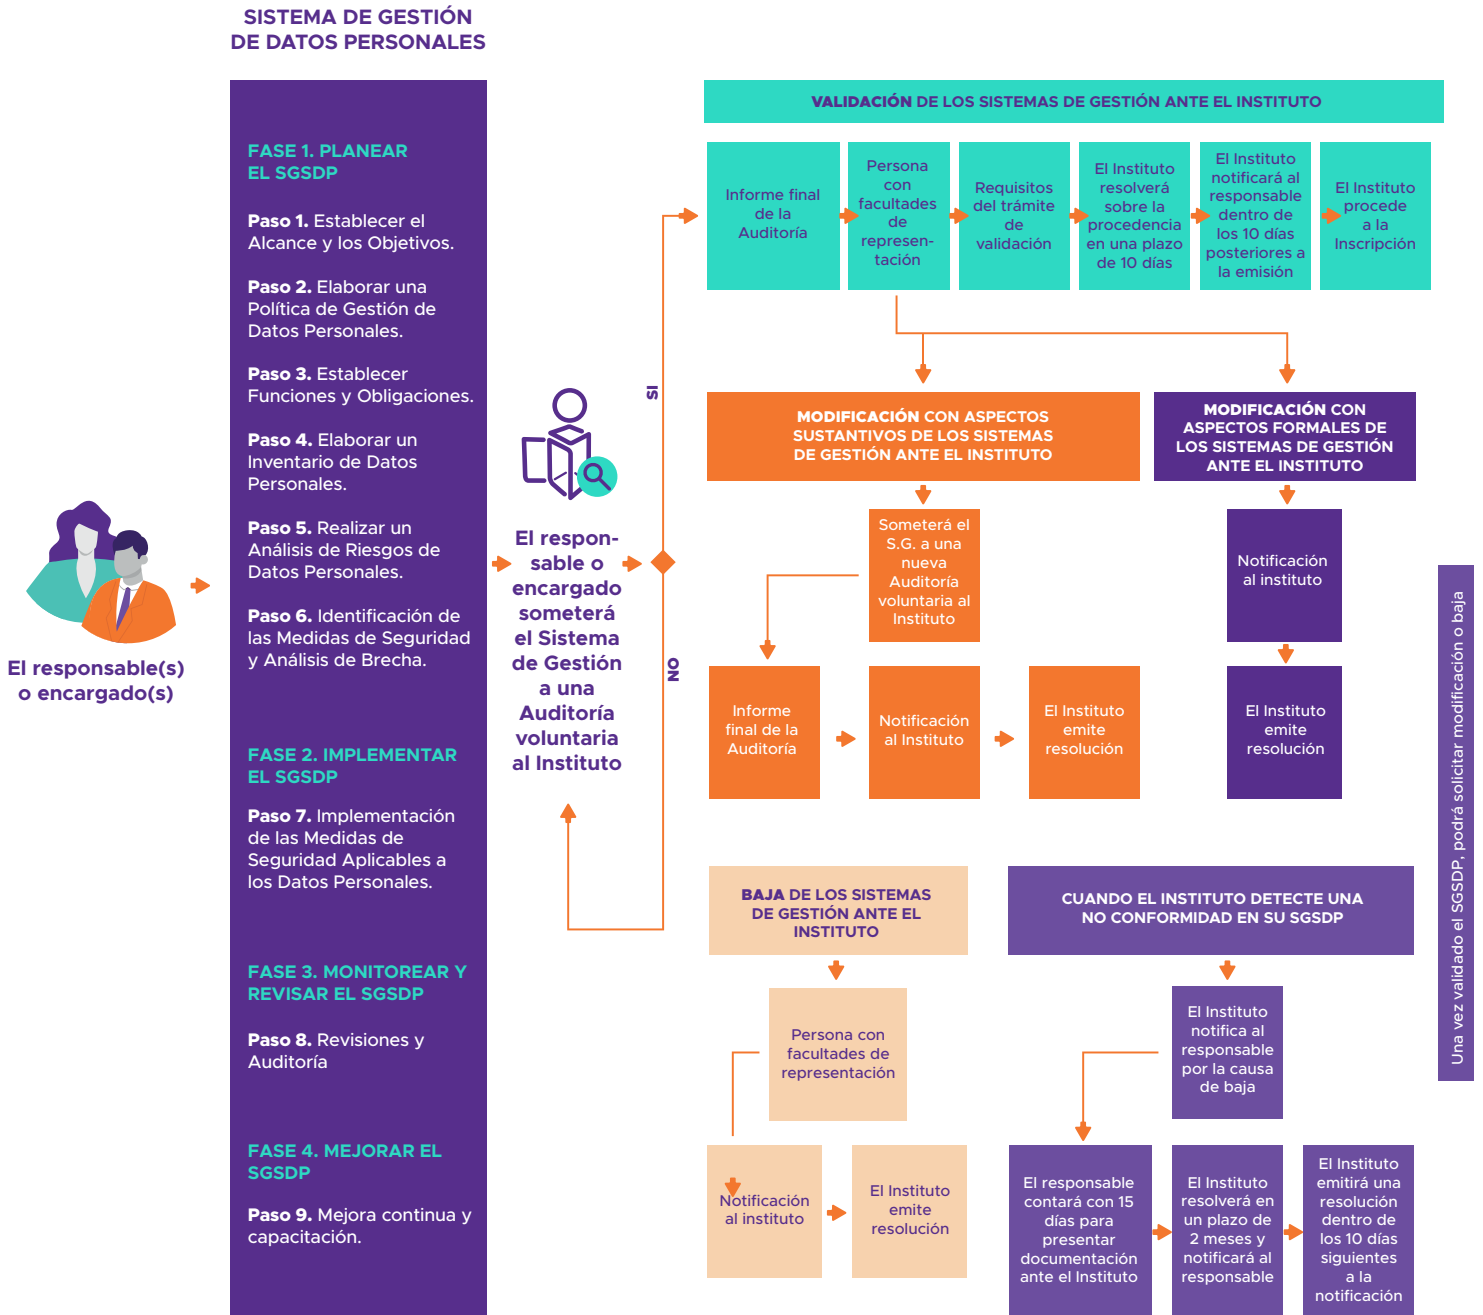 SISTEMA DE GESTIÓN
DE DATOS PERSONALES
El responsable(s)
o encargado(s)
FASE 1. PLANEAR
EL SGSDP
Paso 1. Establecer el
Alcance y los Objetivos.
Paso 2. Elaborar una
Política de Gestión de
Datos Personales.
Paso 3. Establecer
Funciones y Obligaciones.
Paso 4. Elaborar un
Inventario de Datos
Personales.
Paso 5. Realizar un
Análisis de Riesgos de
Datos Personales.
Paso 6. Identificación de
las Medidas de Seguridad
y Análisis de Brecha.
FASE 2. IMPLEMENTAR
EL SGSDP
Paso 7. Implementación
de las Medidas de
Seguridad Aplicables a
los Datos Personales.
FASE 3. MONITOREAR Y
REVISAR EL SGSDP
Paso 8. Revisiones y
Auditoría
FASE 4. MEJORAR EL
SGSDP
Paso 9. Mejora continua y
capacitación.
El respon-
sable o
encargado
someterá
el Sistema
de Gestión
a una
Auditoría
voluntaria
al Instituto
SI
NO
VALIDACIÓN DE LOS SISTEMAS DE GESTIÓN ANTE EL INSTITUTO
Informe final
de la
Auditoría
Persona
con
facultades
de
represen-
tación
Requisitos
del trámite
de
validación
El Instituto
resolverá
sobre la
procedencia
en una plazo
de 10 días
El Instituto
notificará al
responsable
dentro de
los 10 días
posteriores a
la emisión
El Instituto
procede
a la
Inscripción
MODIFICACIÓN CON ASPECTOS
SUSTANTIVOS DE LOS SISTEMAS
DE GESTIÓN ANTE EL INSTITUTO
Someterá el
S.G. a una
nueva
Auditoría
voluntaria al
Instituto
Informe
final de la
Auditoría
Notificación
al Instituto
El Instituto
emite
resolución
MODIFICACIÓN CON
ASPECTOS FORMALES DE
LOS SISTEMAS DE GESTIÓN
ANTE EL INSTITUTO
Notificación
al instituto
El Instituto
emite
resolución
BAJA DE LOS SISTEMAS
DE GESTIÓN ANTE EL
INSTITUTO
Persona con
facultades de
representación
Notificación
al instituto
El Instituto
emite
resolución
CUANDO EL INSTITUTO DETECTE UNA
NO CONFORMIDAD EN SU SGSDP
El Instituto
notifica al
responsable
por la causa
de baja
El responsable
contará con 15
días para
presentar
documentación
ante el Instituto
El Instituto
resolverá en
un plazo de
2 meses y
notificará al
responsable
El Instituto
emitirá una
resolución
dentro de
los 10 días
siguientes
a la
notificación
Una vez validado el SGSDP, podrá solicitar modificación o baja